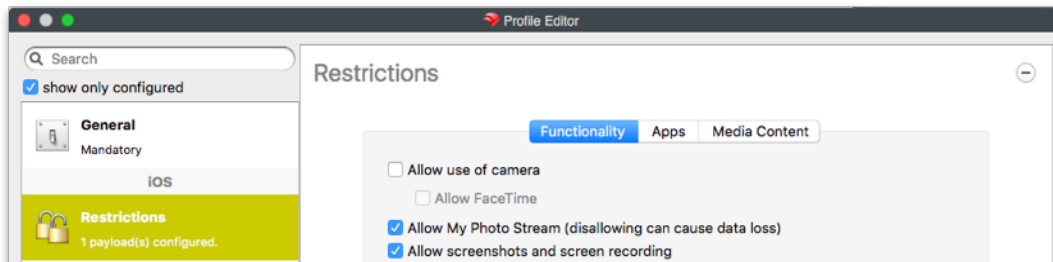 Profile Editor
Search
show only configured
General
Mandatory
iOS
Restrictions
1 payload(s) configured.
Restrictions
Functionality Apps Media Content
Allow use of camera
Allow FaceTime
Allow My Photo Stream (disallowing can cause data loss)
Allow screenshots and screen recording